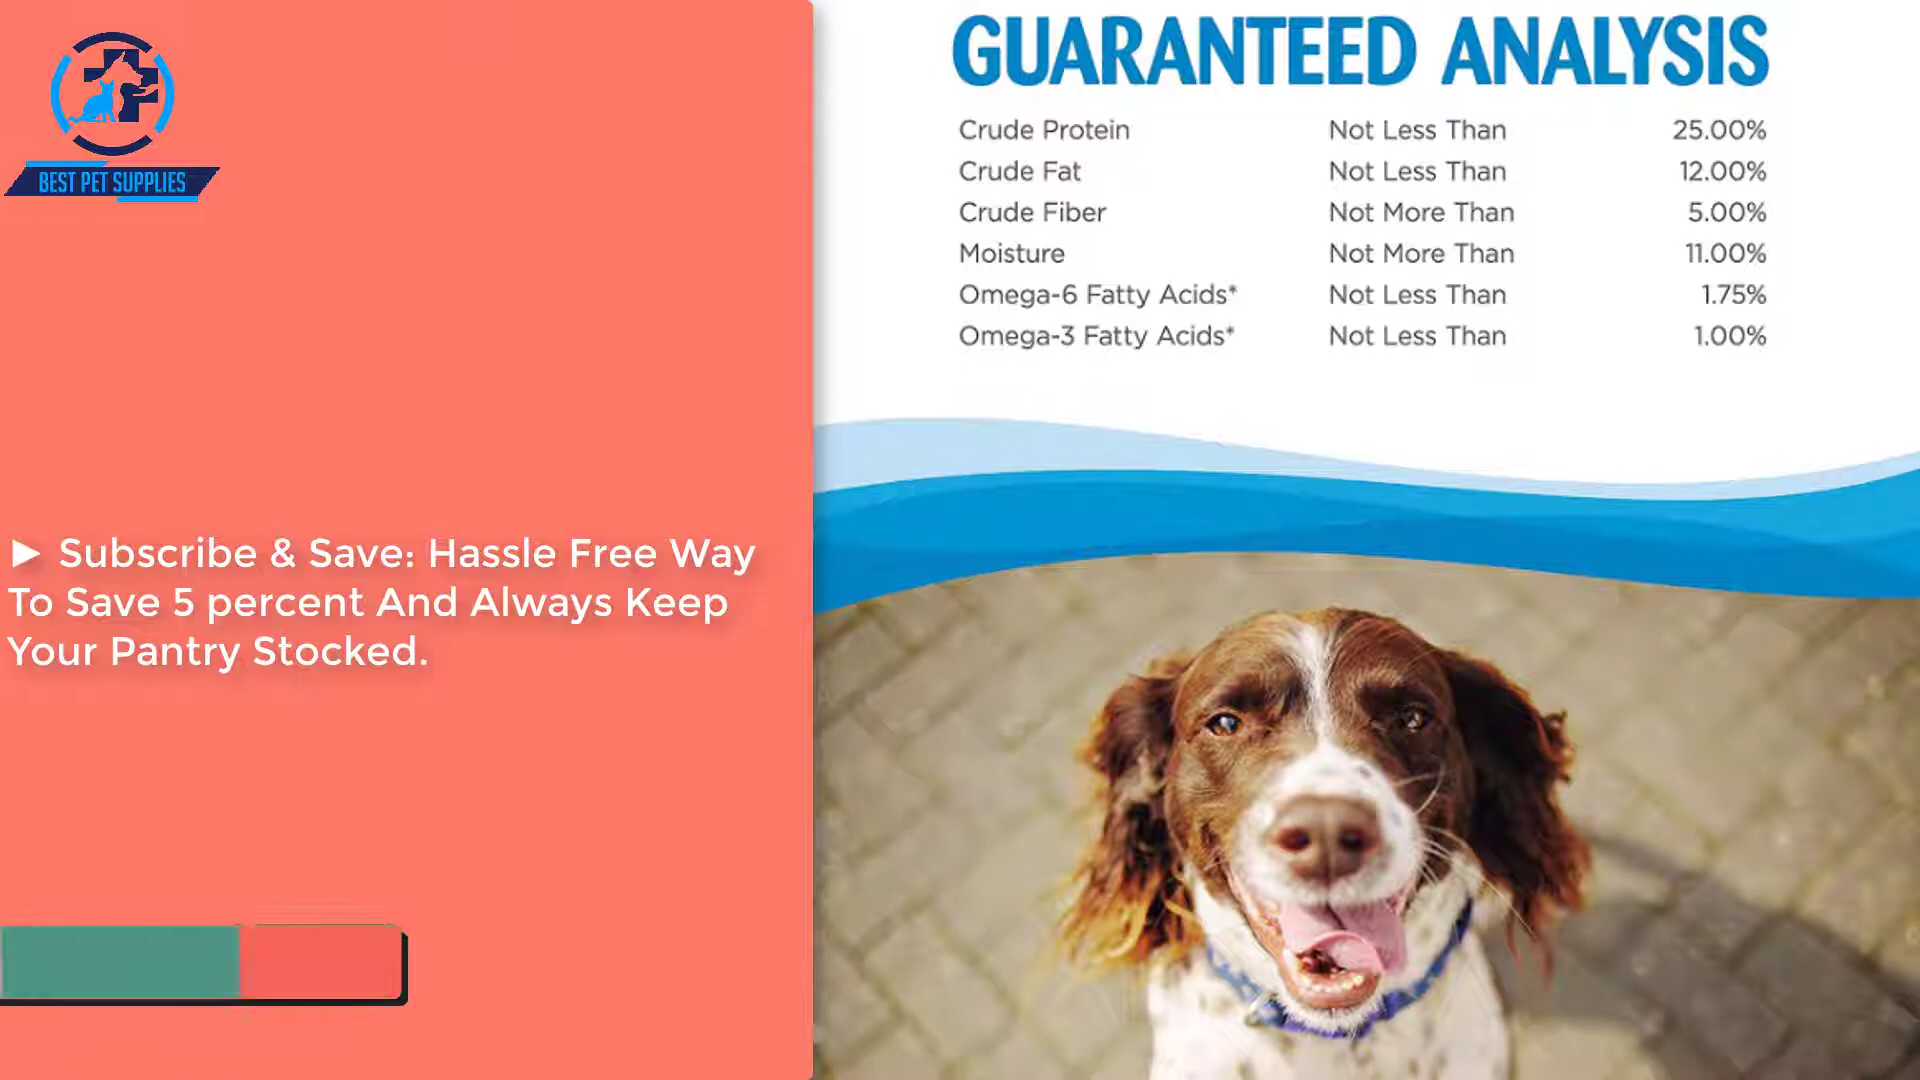 BEST PET SUPPLIES
► Subscribe & Save: Hassle Free Way
To Save 5 percent And Always Keep
Your Pantry Stocked.
GUARANTEED ANALYSIS
Crude Protein Not Less Than 25.00%
Crude Fat Not Less Than 12.00%
Crude Fiber Not More Than 5.00%
Moisture Not More Than 11.00%
Omega-6 Fatty Acids* Not Less Than 1.75%
Omega-3 Fatty Acids* Not Less Than 1.00%